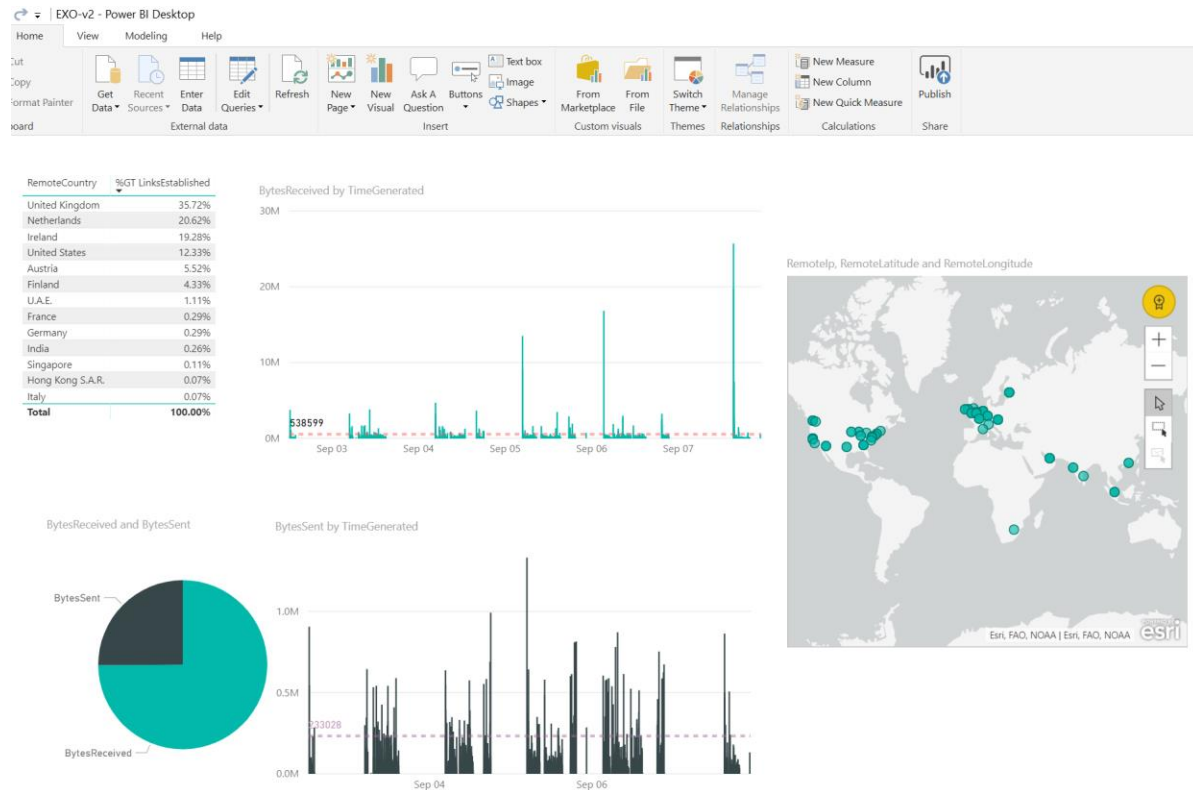 EXO-v2 - Power BI Desktop
Home View Modeling Help
Cut
Copy
Format Painter
Get Data
Recent Sources
Enter Data
Edit Queries
Refresh
New Page
New Visual
Ask A Question
Buttons
Text box
Image
Shapes
From Marketplace
From File
Switch Theme
Manage Relationships
New Measure
New Column
New Quick Measure
Publish
External data Insert Custom visuals Themes Relationships Calculations Share
RemoteCountry %GT LinksEstablished
United Kingdom 35.72%
Netherlands 20.62%
Ireland 19.28%
United States 12.33%
Austria 5.52%
Finland 4.33%
U.A.E. 1.11%
France 0.29%
Germany 0.29%
India 0.26%
Singapore 0.11%
Hong Kong S.A.R. 0.07%
Italy 0.07%
Total 100.00%
BytesReceived by TimeGenerated
30M
20M
10M
538599
0M
Sep 03 Sep 04 Sep 05 Sep 06 Sep 07
RemoteIp, RemoteLatitude and RemoteLongitude
Esri, FAO, NOAA | Esri, FAO, NOAA
esri
BytesReceived and BytesSent
BytesSent
BytesReceived
BytesSent by TimeGenerated
1.0M
0.5M
233028
0.0M
Sep 04 Sep 06